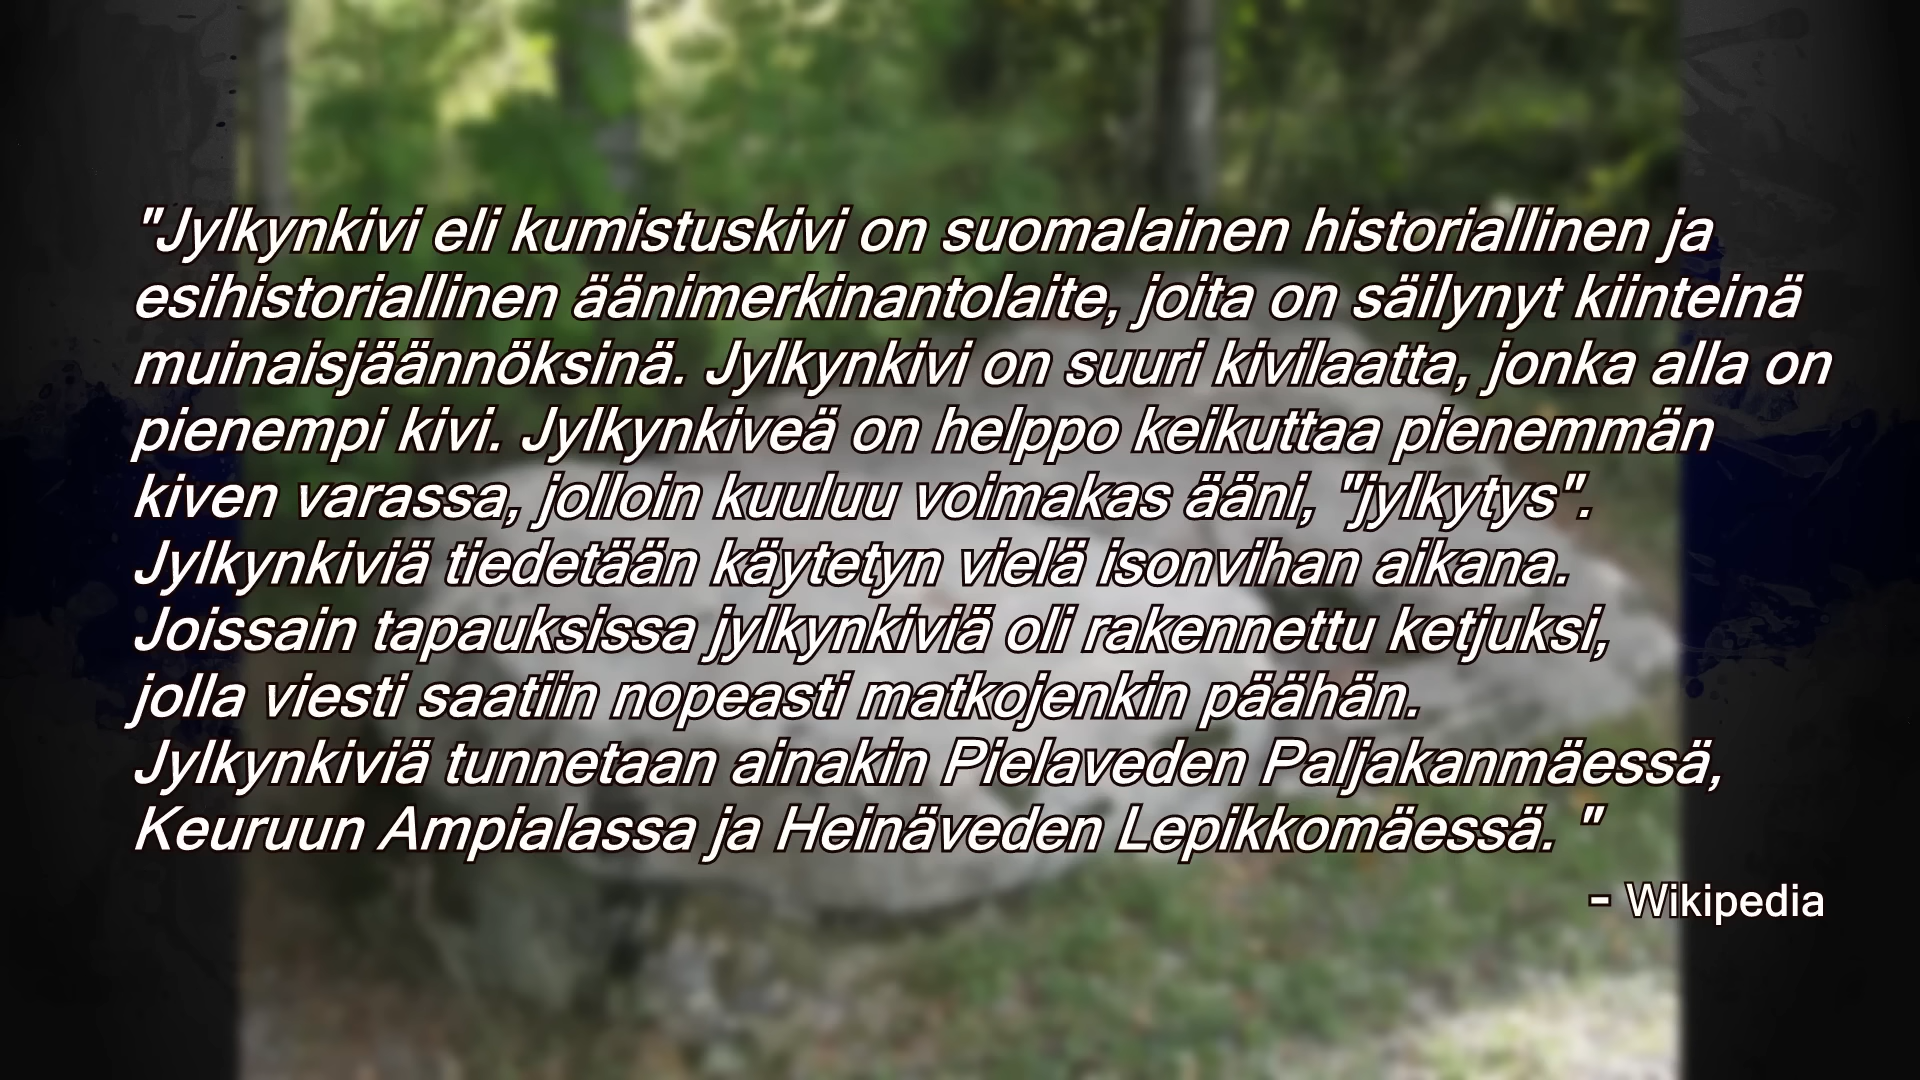 "Jylkynkivi eli kumistuskivi on suomalainen historiallinen ja
esihistoriallinen äänimerkinantolaite, joita on säilynyt kiinteinä
muinaisjäännöksinä. Jylkynkivi on suuri kivilaatta, jonka alla on
pienempi kivi. Jylkynkiveä on helppo keikuttaa pienemmän
kiven varassa, jolloin kuuluu voimakas ääni, "jylkytys".
Jylkynkiviä tiedetään käytetyn vielä isonvihan aikana.
Joissain tapauksissa jylkynkiviä oli rakennettu ketjuksi,
jolla viesti saatiin nopeasti matkojenkin päähän.
Jylkynkiviä tunnetaan ainakin Pielaveden Paljakanmäessä,
Keuruun Ampialassa ja Heinäveden Lepikkomäessä. "
- Wikipedia